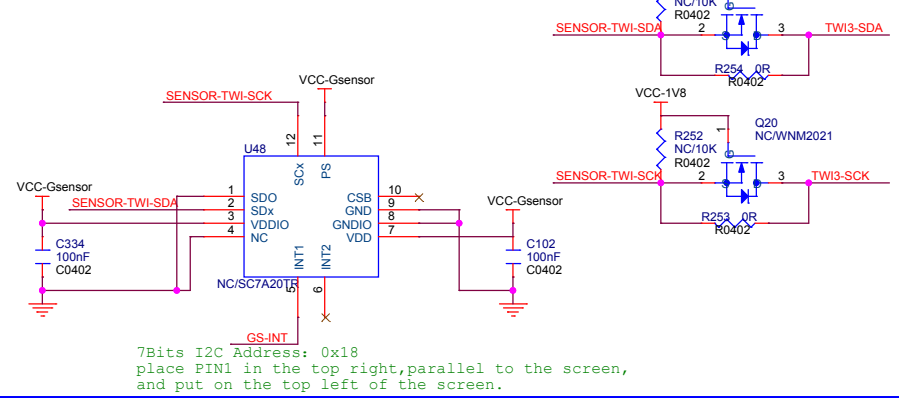 NC/10K
R0402
SENSOR-TWI-SDA
2
3
TWI3-SDA
R254
0R
R0402
VCC-Gsensor
SENSOR-TWI-SCK
VCC-1V8
1
Q20
NC/WNM2021
R252
NC/10K
R0402
SENSOR-TWI-SCK
2
3
TWI3-SCK
R253
0R
R0402
12
11
U48
SCx
PS
VCC-Gsensor
1
SDO
CSB
10
SENSOR-TWI-SDA
2
SDx
GND
9
VCC-Gsensor
3
VDDIO
GNDIO
8
4
NC
VDD
7
INT1
INT2
C334
100nF
C0402
C102
100nF
C0402
NC/SC7A20TR
5
6
GS-INT
7Bits I2C Address: 0x18
place PIN1 in the top right,parallel to the screen,
and put on the top left of the screen.